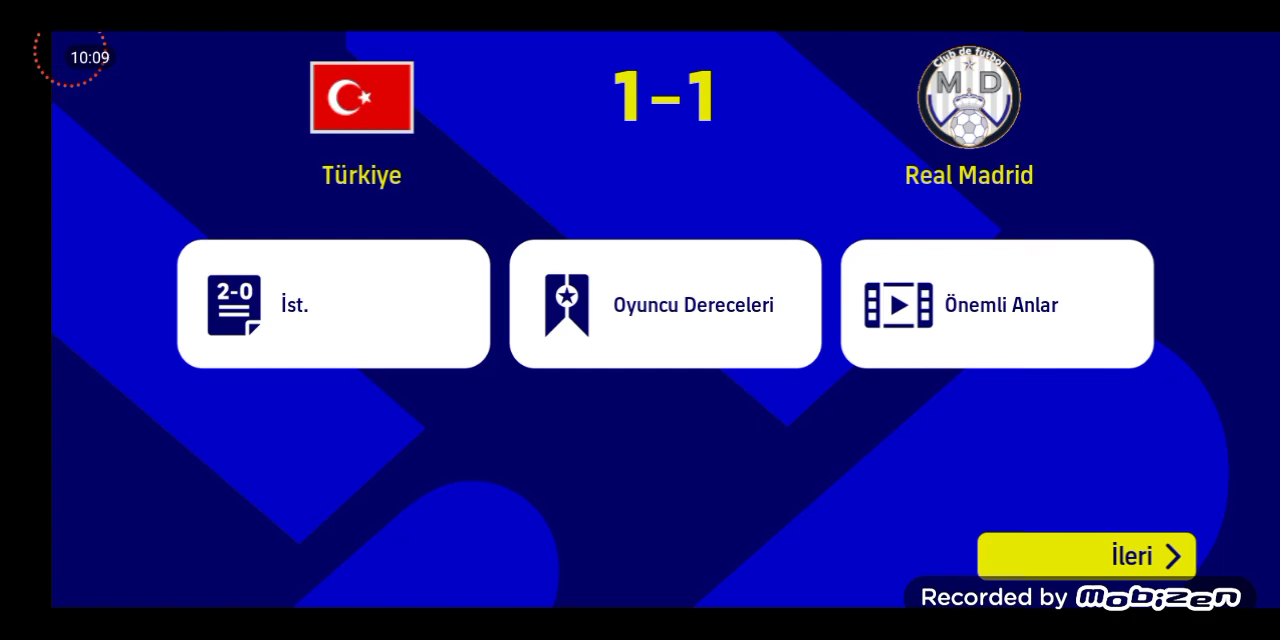 10:09
1-1
Club de futbol
M D
Türkiye
Real Madrid
2-0
İst.
Oyuncu Dereceleri
Önemli Anlar
İleri
Recorded by mobizen